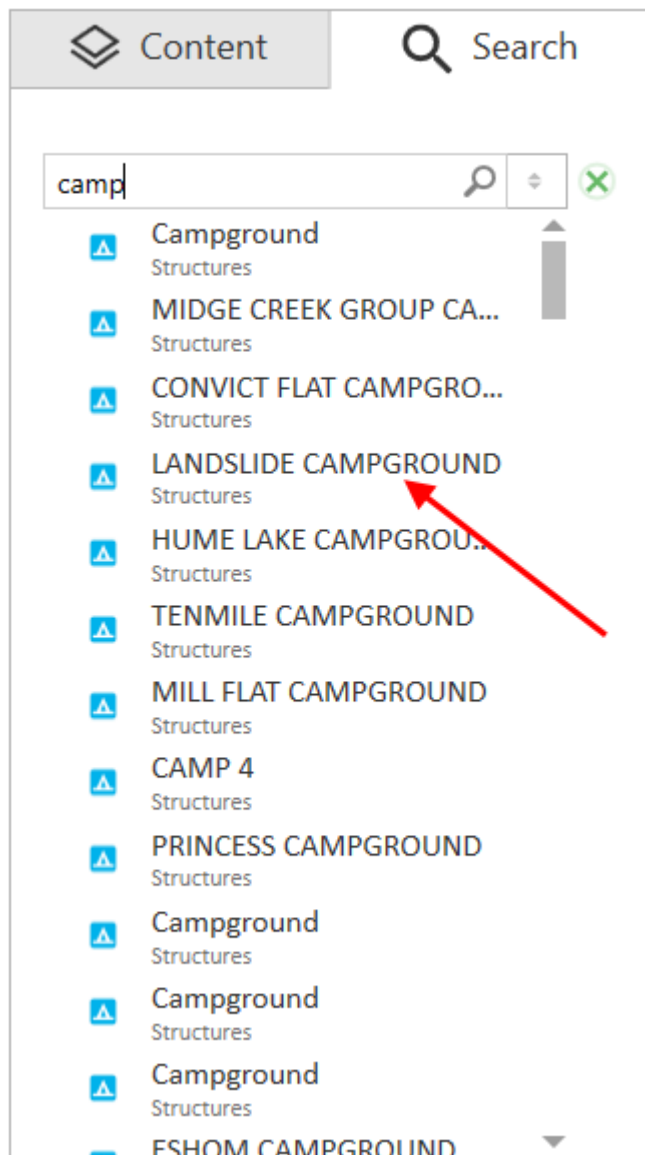 Content Search
camp
Campground
Structures
MIDGE CREEK GROUP CA...
Structures
CONVICT FLAT CAMPGRO...
Structures
LANDSLIDE CAMPGROUND
Structures
HUME LAKE CAMPGROU...
Structures
TENMILE CAMPGROUND
Structures
MILL FLAT CAMPGROUND
Structures
CAMP 4
Structures
PRINCESS CAMPGROUND
Structures
Campground
Structures
Campground
Structures
Campground
Structures
ESHOM CAMPGROUND